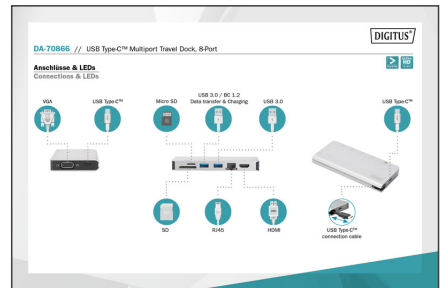 DIGITUS®
DA-70866 // USB Type-C™ Multiport Travel Dock, 8-Port
Anschlüsse & LEDs
Connections & LEDs
VGA
USB Type-C™
Micro SD
USB 3.0 / BC 1.2
Data transfer & Charging
USB 3.0
USB Type-C™
SD
RJ45
HDMI
USB Type-C™
connection cable